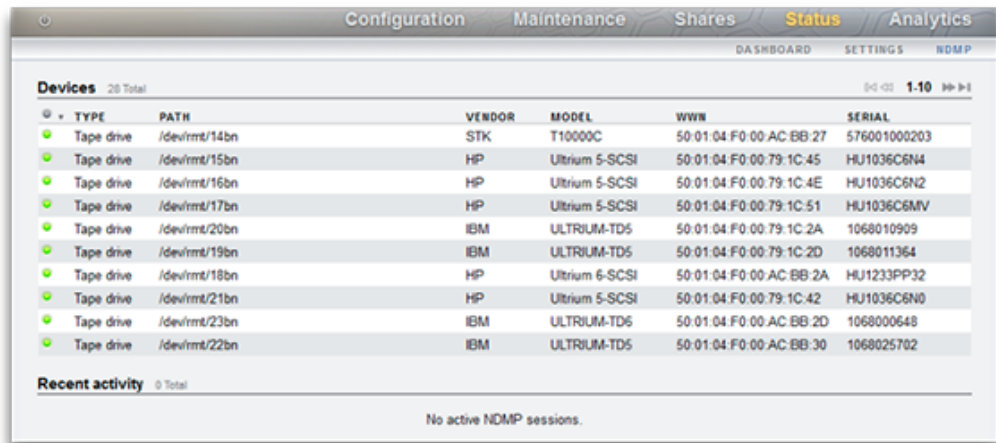 Configuration Maintenance Shares Status Analytics
DASHBOARD SETTINGS NDMP
Devices 28 Total 1-10
TYPE PATH VENDOR MODEL WWN SERIAL
Tape drive /dev/rmt/14bn STK T10000C 50:01:04:F0:00:AC:BB:27 576001000203
Tape drive /dev/rmt/15bn HP Ultrium 5-SCSI 50:01:04:F0:00:79:1C:45 HU1036C6N4
Tape drive /dev/rmt/16bn HP Ultrium 5-SCSI 50:01:04:F0:00:79:1C:4E HU1036C6N2
Tape drive /dev/rmt/17bn HP Ultrium 5-SCSI 50:01:04:F0:00:79:1C:51 HU1036C6MV
Tape drive /dev/rmt/20bn IBM ULTRIUM-TD5 50:01:04:F0:00:79:1C:2A 1068010909
Tape drive /dev/rmt/19bn IBM ULTRIUM-TD5 50:01:04:F0:00:79:1C:2D 1068011364
Tape drive /dev/rmt/18bn HP Ultrium 6-SCSI 50:01:04:F0:00:AC:BB:2A HU1233PP32
Tape drive /dev/rmt/21bn HP Ultrium 5-SCSI 50:01:04:F0:00:79:1C:42 HU1036C6N0
Tape drive /dev/rmt/23bn IBM ULTRIUM-TD6 50:01:04:F0:00:AC:BB:2D 1068000648
Tape drive /dev/rmt/22bn IBM ULTRIUM-TD5 50:01:04:F0:00:AC:BB:30 1068025702
Recent activity 0 Total
No active NDMP sessions.